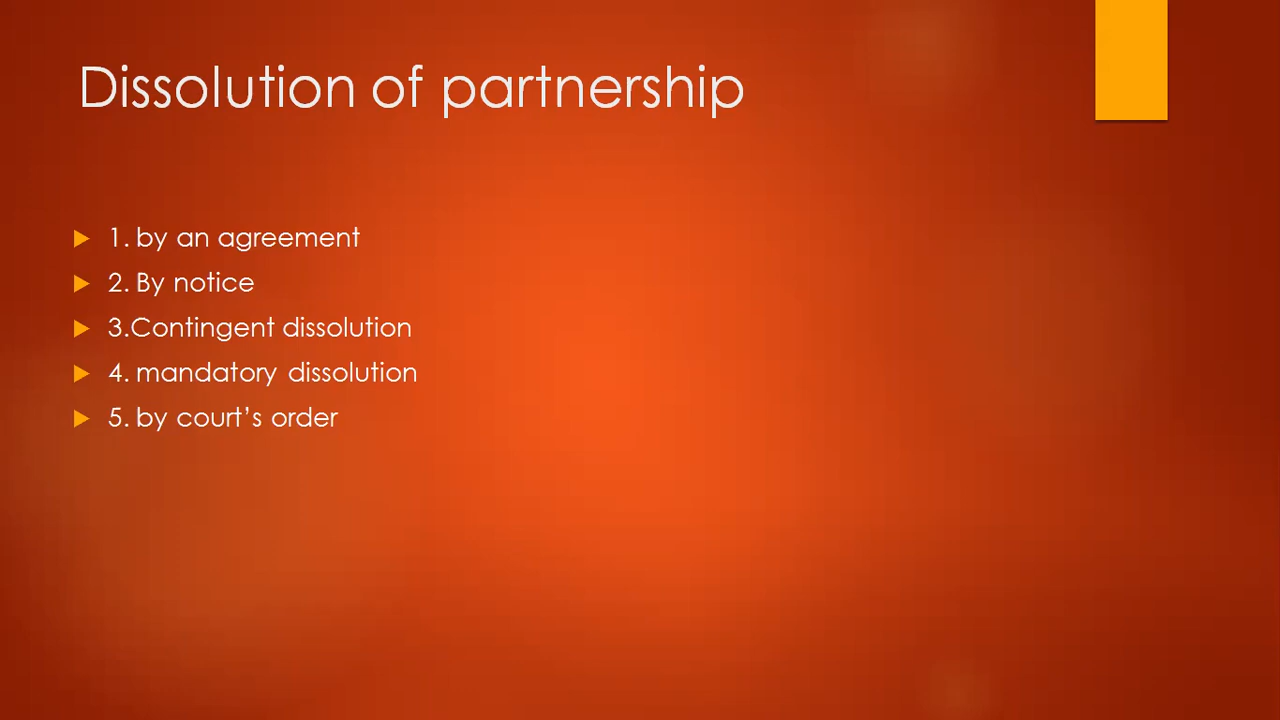 Dissolution of partnership
1. by an agreement
2. By notice
3.Contingent dissolution
4. mandatory dissolution
5. by court’s order